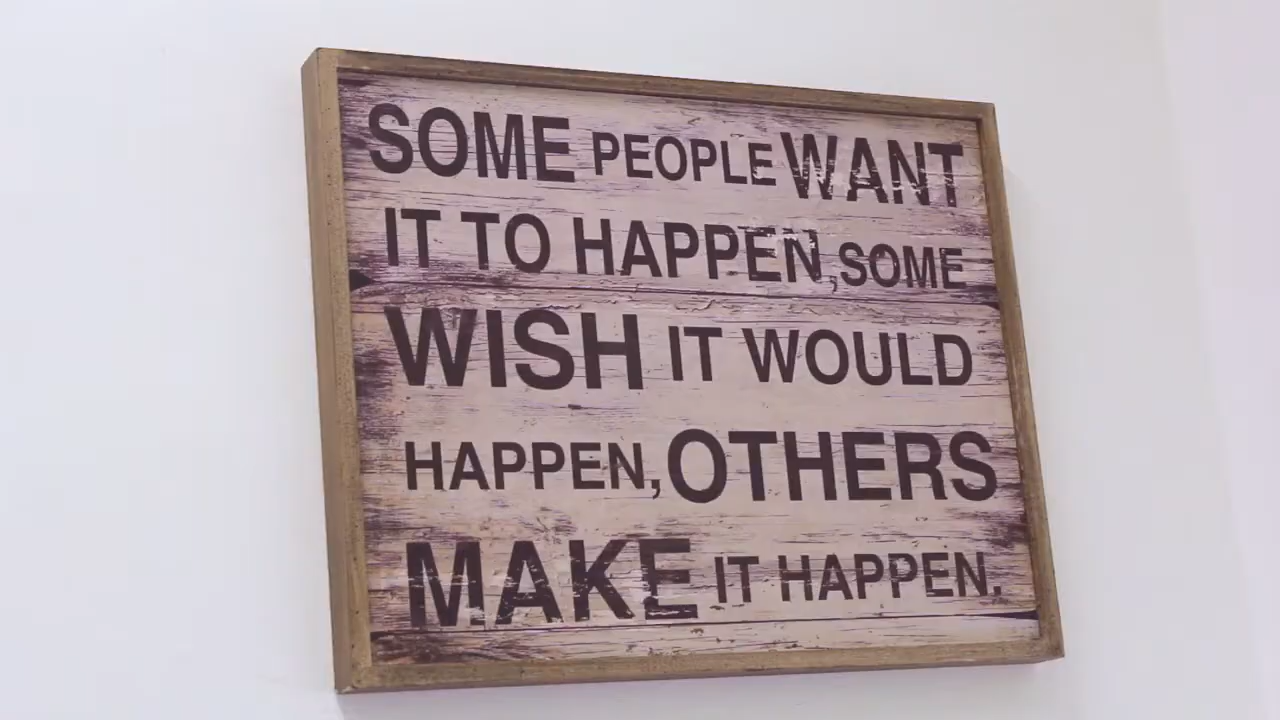 SOME PEOPLE WANT
IT TO HAPPEN, SOME
WISH IT WOULD
HAPPEN, OTHERS
MAKE IT HAPPEN.